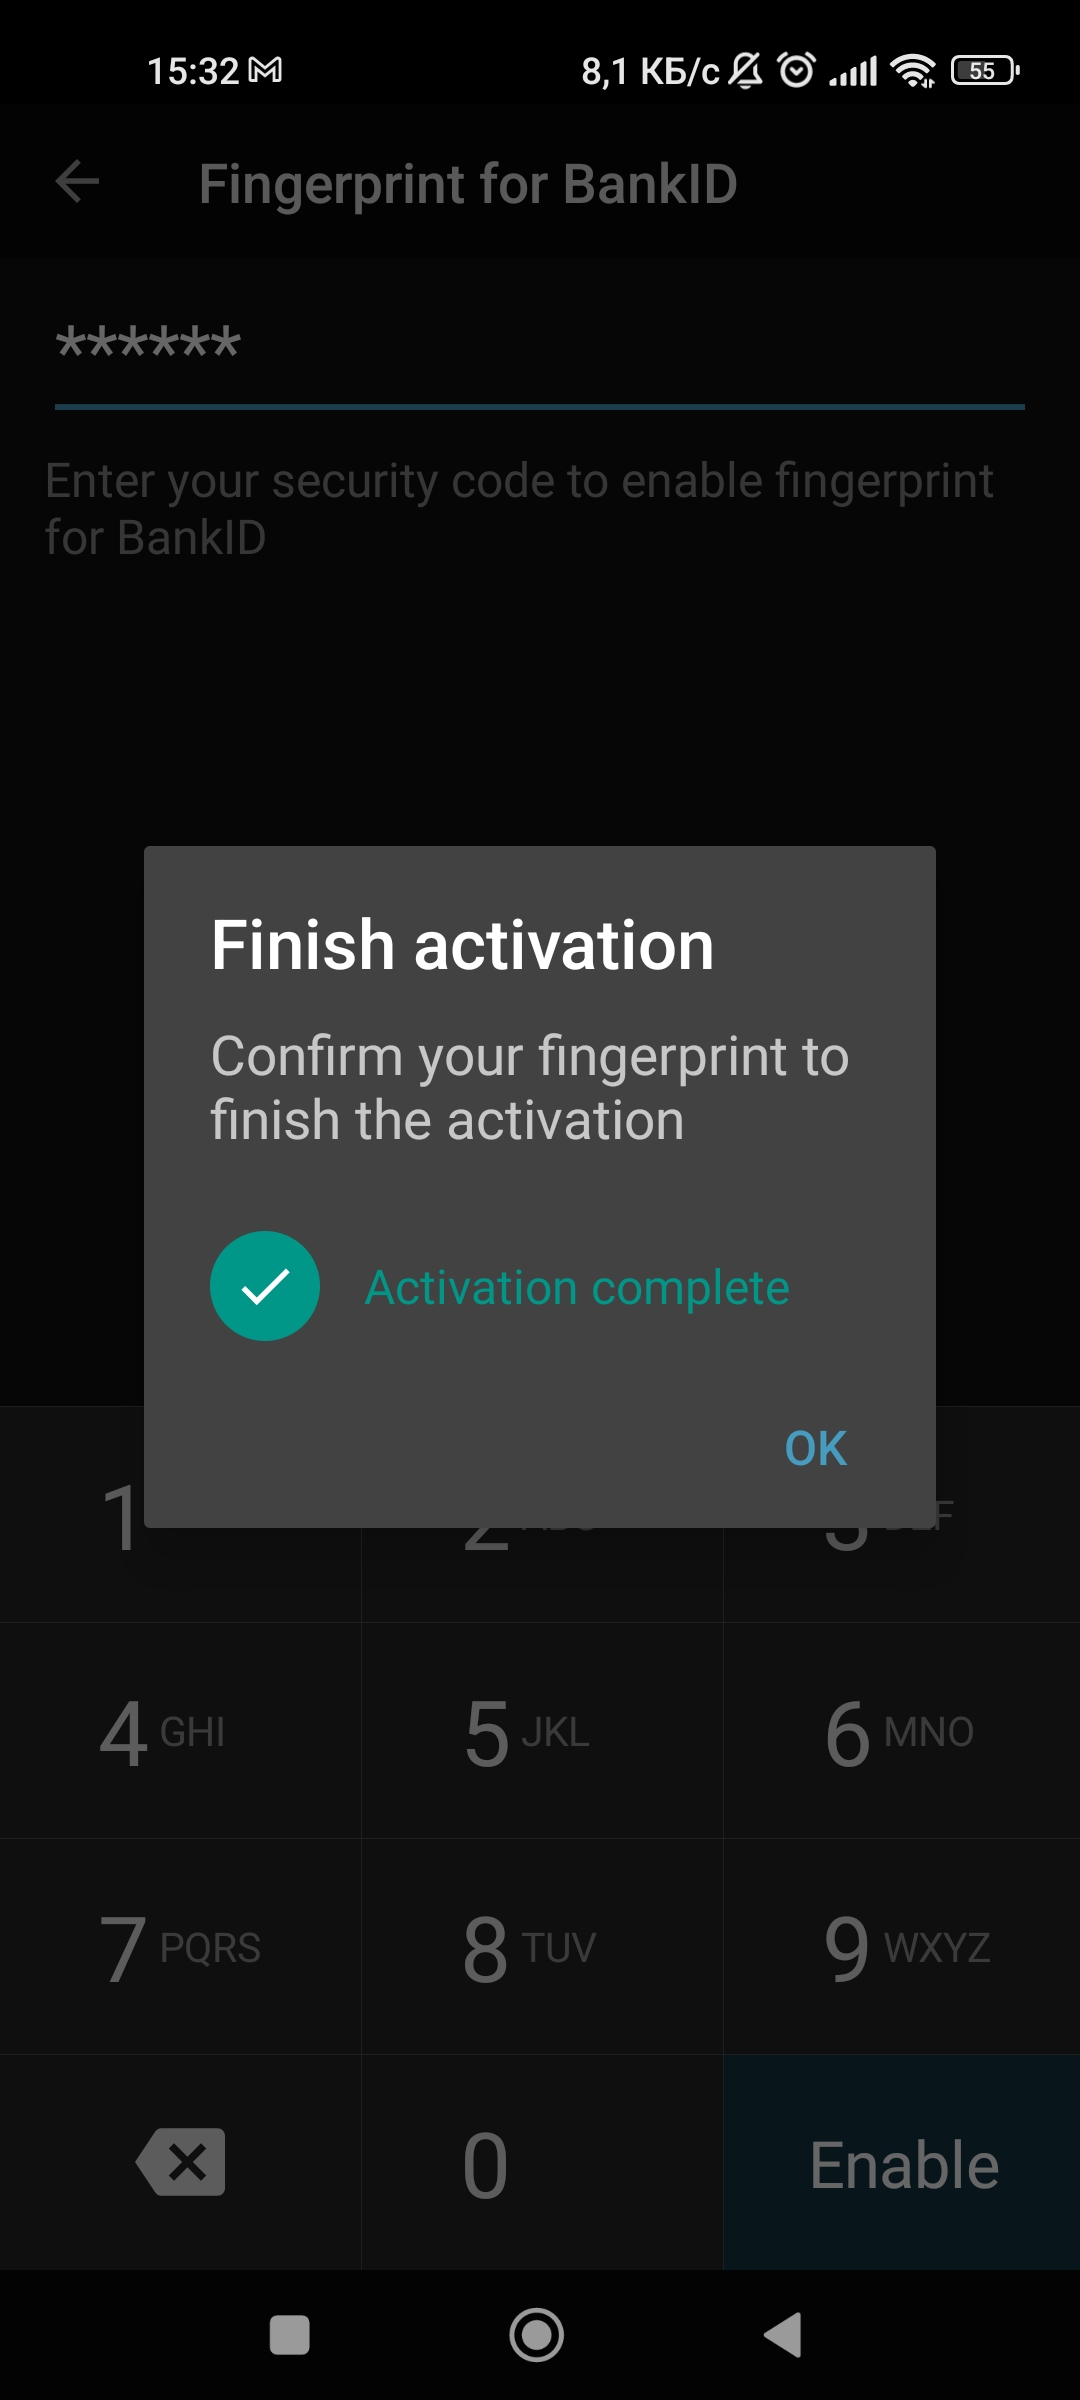 15:32 8,1 КБ/с 55
Fingerprint for BankID
******
Enter your security code to enable fingerprint
for BankID
Finish activation
Confirm your fingerprint to
finish the activation
Activation complete
OK
1 2 3
4 GHI 5 JKL 6 MNO
7 PQRS 8 TUV 9 WXYZ
0 Enable